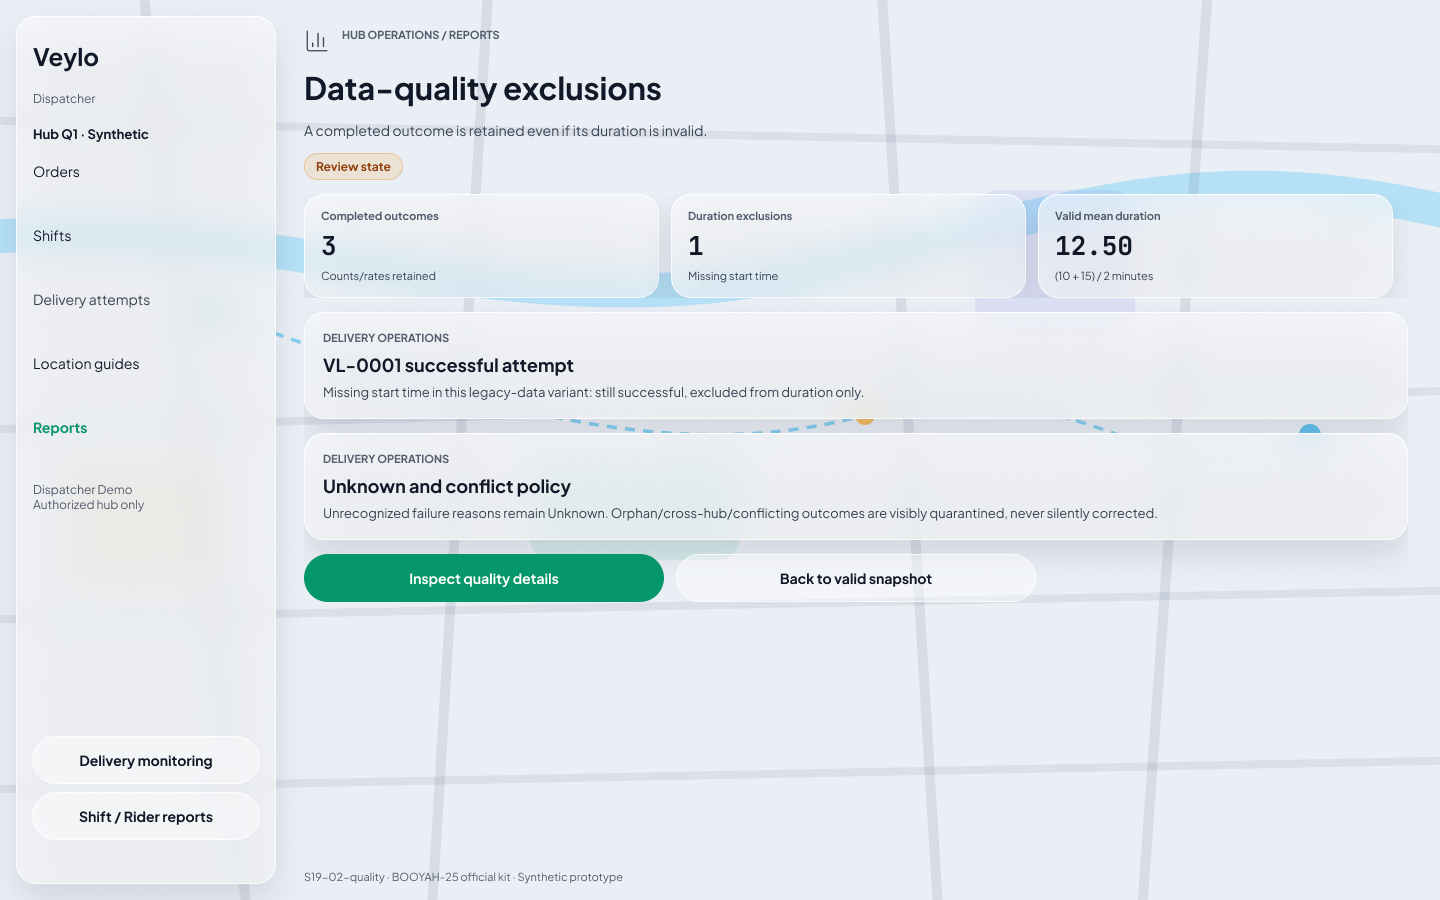 Veylo
Dispatcher
Hub Q1 · Synthetic
Orders
Shifts
Delivery attempts
Location guides
Reports
Dispatcher Demo
Authorized hub only
Delivery monitoring
Shift / Rider reports
HUB OPERATIONS / REPORTS
Data-quality exclusions
A completed outcome is retained even if its duration is invalid.
Review state
Completed outcomes
3
Counts/rates retained
Duration exclusions
1
Missing start time
Valid mean duration
12.50
(10 + 15) / 2 minutes
DELIVERY OPERATIONS
VL-0001 successful attempt
Missing start time in this legacy-data variant: still successful, excluded from duration only.
DELIVERY OPERATIONS
Unknown and conflict policy
Unrecognized failure reasons remain Unknown. Orphan/cross-hub/conflicting outcomes are visibly quarantined, never silently corrected.
Inspect quality details
Back to valid snapshot
S19-02-quality · BOOYAH-25 official kit · Synthetic prototype